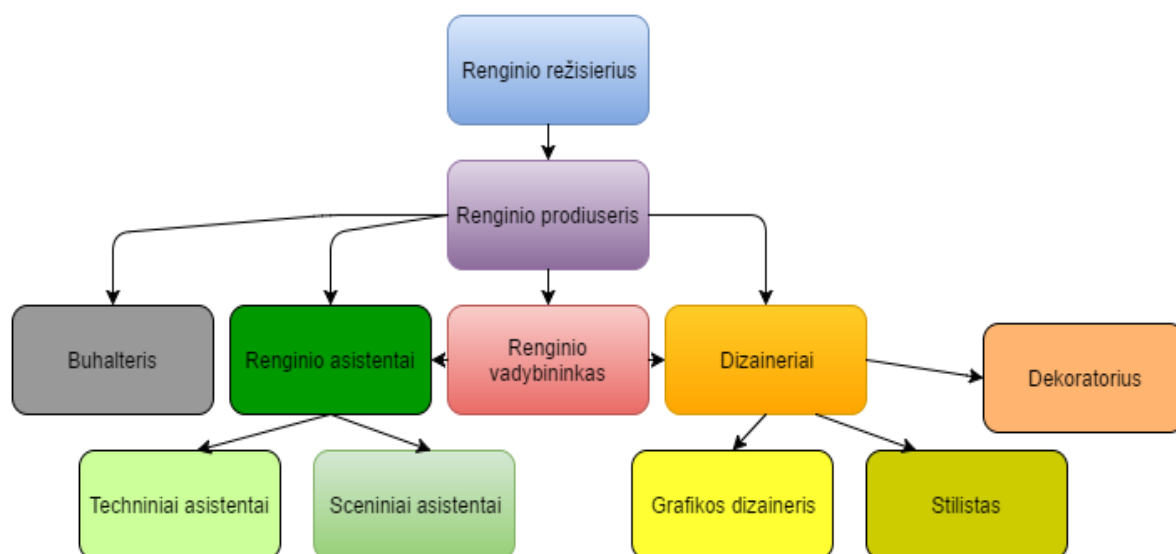 Renginio režisierius
Renginio prodiuseris
Buhalteris
Renginio asistentai
Renginio
vadybininkas
Dizaineriai
Dekoratorius
Techniniai asistentai
Sceniniai asistentai
Grafikos dizaineris
Stilistas